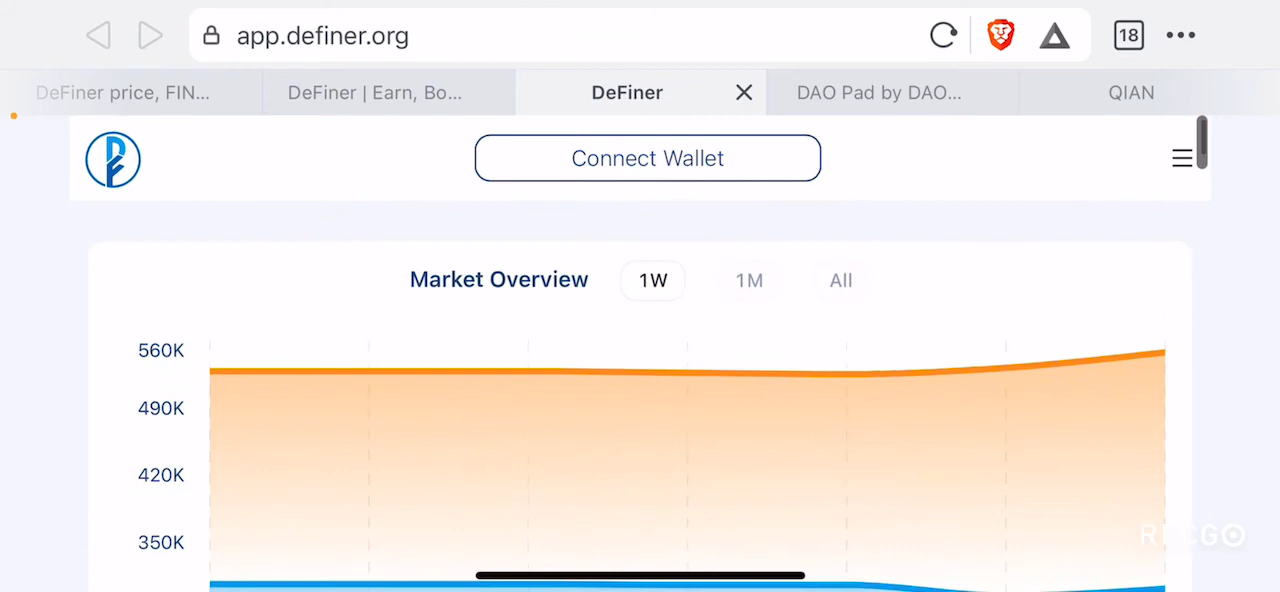 app.definer.org
18
DeFiner price, FIN...
DeFiner | Earn, Bo...
DeFiner
DAO Pad by DAO...
QIAN
Connect Wallet
Market Overview
1W
1M
All
560K
490K
420K
350K
RECGO